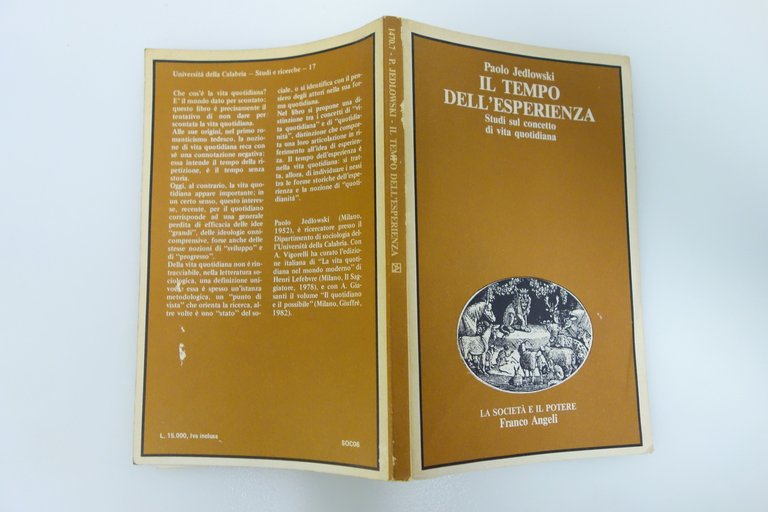 Università della Calabria - Studi e ricerche - 17
Che cos'è la vita quotidiana?
E' il mondo dato per scontato:
questo libro è precisamente il
tentativo di non dare per
scontata la vita quotidiana.
Alle sue origini, nel primo ro-
manticismo tedesco, la nozio-
ne di vita quotidiana reca con
sé una connotazione negativa:
essa intende il tempo della ri-
petizione, è il tempo senza
storia.
Oggi, al contrario, la vita quo-
tidiana appare importante; in
un certo senso, questo interes-
se, recente, per il quotidiano
corrisponde ad una generale
perdita di efficacia delle idee
"grandi", delle ideologie onni-
comprensive, forse anche delle
stesse nozioni di "sviluppo" e
di "progresso".
Della vita quotidiana non è rin-
tracciabile, nella letteratura so-
ciologica, una definizione uni-
essa è spesso un'istanza
metodologica, un "punto di
vista" che orienta la ricerca, al-
tre volte è uno "stato" del so-
ciale, o si identifica con il pen-
siero degli attori nella sua for-
ma quotidiana.
Nel libro si propone una di-
stinzione tra i concetti di "vi-
ta quotidiana" e di "quotidia-
nità", distinzione che compor-
ta una loro articolazione in ri-
ferimento all'idea di esperien-
za. Il tempo dell'esperienza è
nella vita quotidiana: si trat-
ta, allora, di individuare i nessi
tra le forme storiche dell'espe-
rienza e la nozione di "quoti-
dianità".
Paolo Jedlowski (Milano,
1952), è ricercatore presso il
Dipartimento di sociologia del-
l'Università della Calabria. Con
A. Vigorelli ha curato l'edizio-
ne italiana di "La vita quoti-
diana nel mondo moderno" di
Henri Lefebvre (Milano, Il Sag-
giatore, 1978), e con A. Giu-
santi il volume "Il quotidiano
e il possibile" (Milano, Giuffrè,
1982).
L. 15.000, Iva inclusa
SOC06
1470.7 - P. JEDLOWSKI - IL TEMPO DELL'ESPERIENZA
Paolo Jedlowski
IL TEMPO
DELL'ESPERIENZA
Studi sul concetto
di vita quotidiana
LA SOCIETÀ E IL POTERE
Franco Angeli